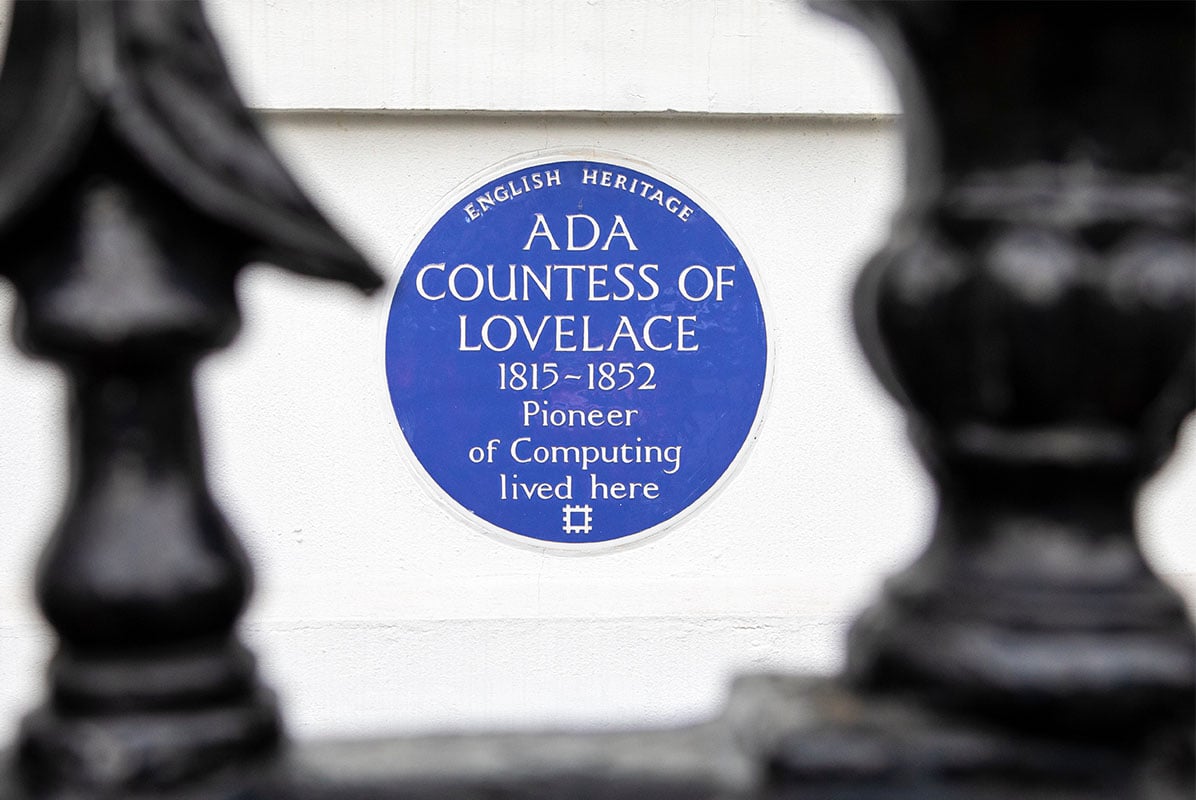 ENGLISH HERITAGE
ADA
COUNTESS OF
LOVELACE
1815–1852
Pioneer
of Computing
lived here